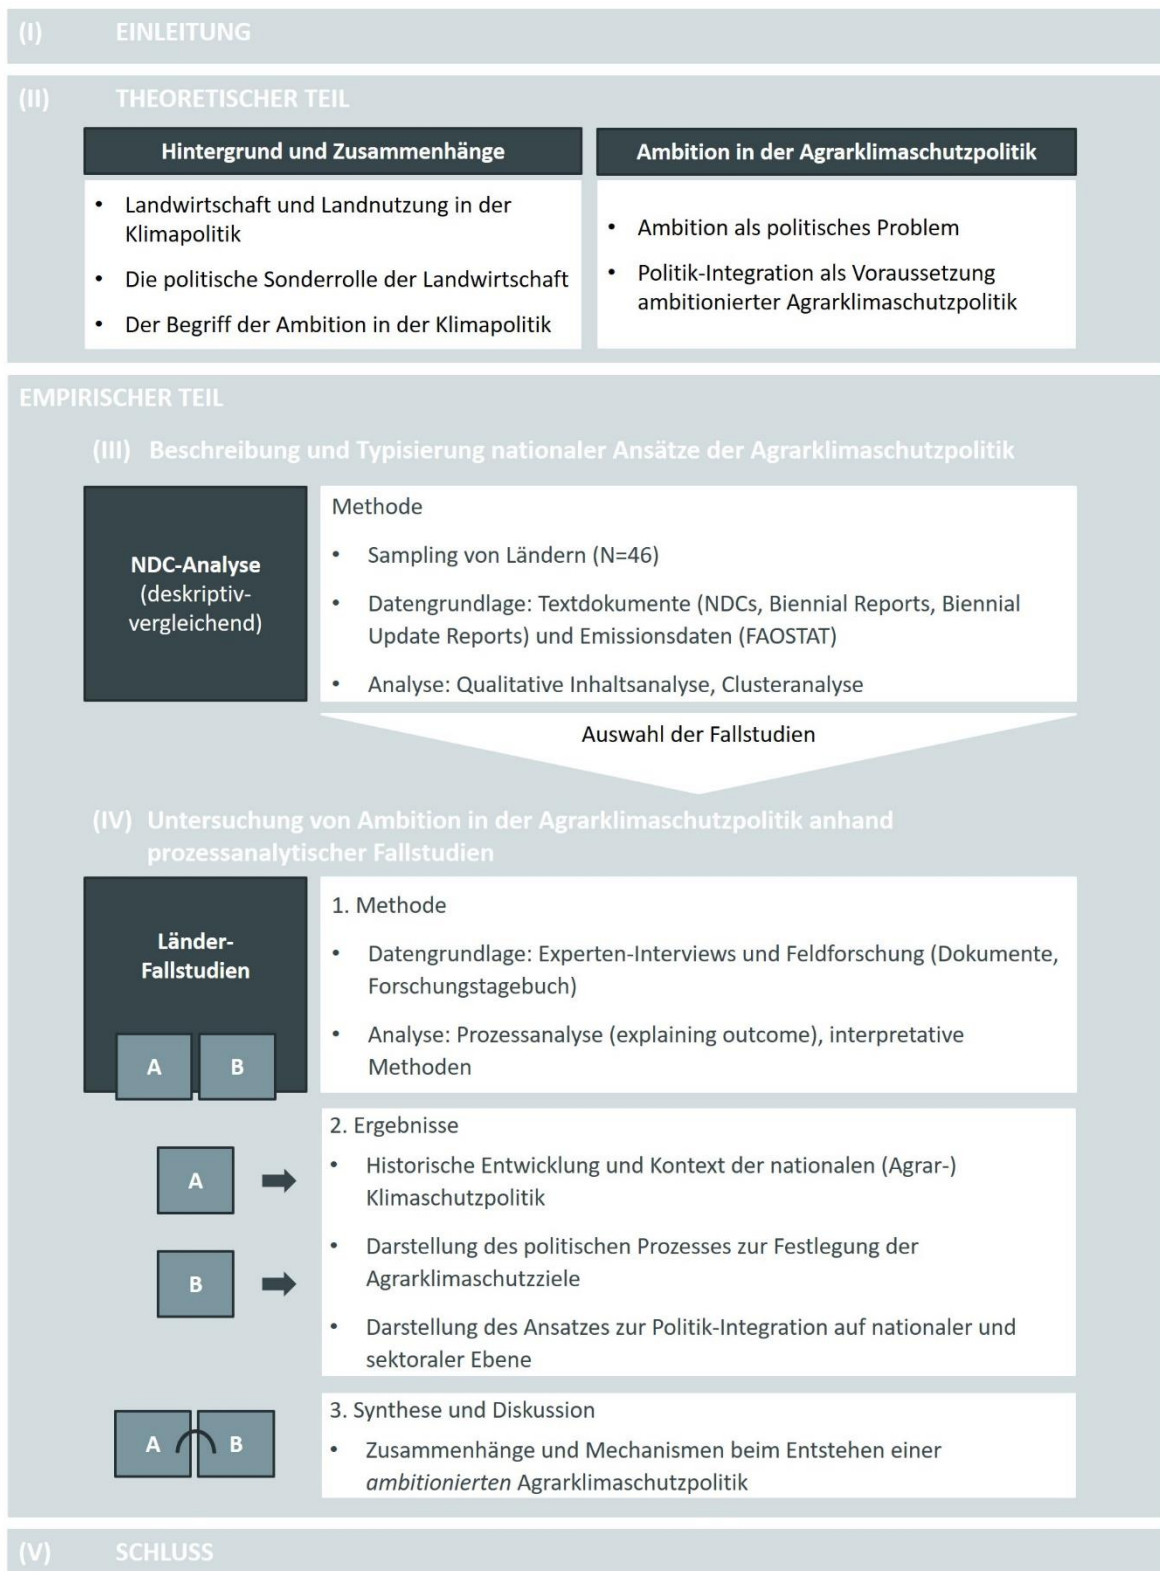 (I) EINLEITUNG
(II) THEORETISCHER TEIL
Hintergrund und Zusammenhänge
• Landwirtschaft und Landnutzung in der
Klimapolitik
• Die politische Sonderrolle der Landwirtschaft
• Der Begriff der Ambition in der Klimapolitik
Ambition in der Agrarklimaschutzpolitik
• Ambition als politisches Problem
• Politik-Integration als Voraussetzung
ambitionierter Agrarklimaschutzpolitik
EMPIRISCHER TEIL
(III) Beschreibung und Typisierung nationaler Ansätze der Agrarklimaschutzpolitik
NDC-Analyse
(deskriptiv-
vergleichend)
Methode
• Sampling von Ländern (N=46)
• Datengrundlage: Textdokumente (NDCs, Biennial Reports, Biennial
Update Reports) und Emissionsdaten (FAOSTAT)
• Analyse: Qualitative Inhaltsanalyse, Clusteranalyse
Auswahl der Fallstudien
(IV) Untersuchung von Ambition in der Agrarklimaschutzpolitik anhand
prozessanalytischer Fallstudien
Länder-
Fallstudien
A B
1. Methode
• Datengrundlage: Experten-Interviews und Feldforschung (Dokumente,
Forschungstagebuch)
• Analyse: Prozessanalyse (explaining outcome), interpretative
Methoden
A
B
2. Ergebnisse
• Historische Entwicklung und Kontext der nationalen (Agrar-)
Klimaschutzpolitik
• Darstellung des politischen Prozesses zur Festlegung der
Agrarklimaschutzziele
• Darstellung des Ansatzes zur Politik-Integration auf nationaler und
sektoraler Ebene
A B
3. Synthese und Diskussion
• Zusammenhänge und Mechanismen beim Entstehen einer
ambitionierten Agrarklimaschutzpolitik
(V) SCHLUSS